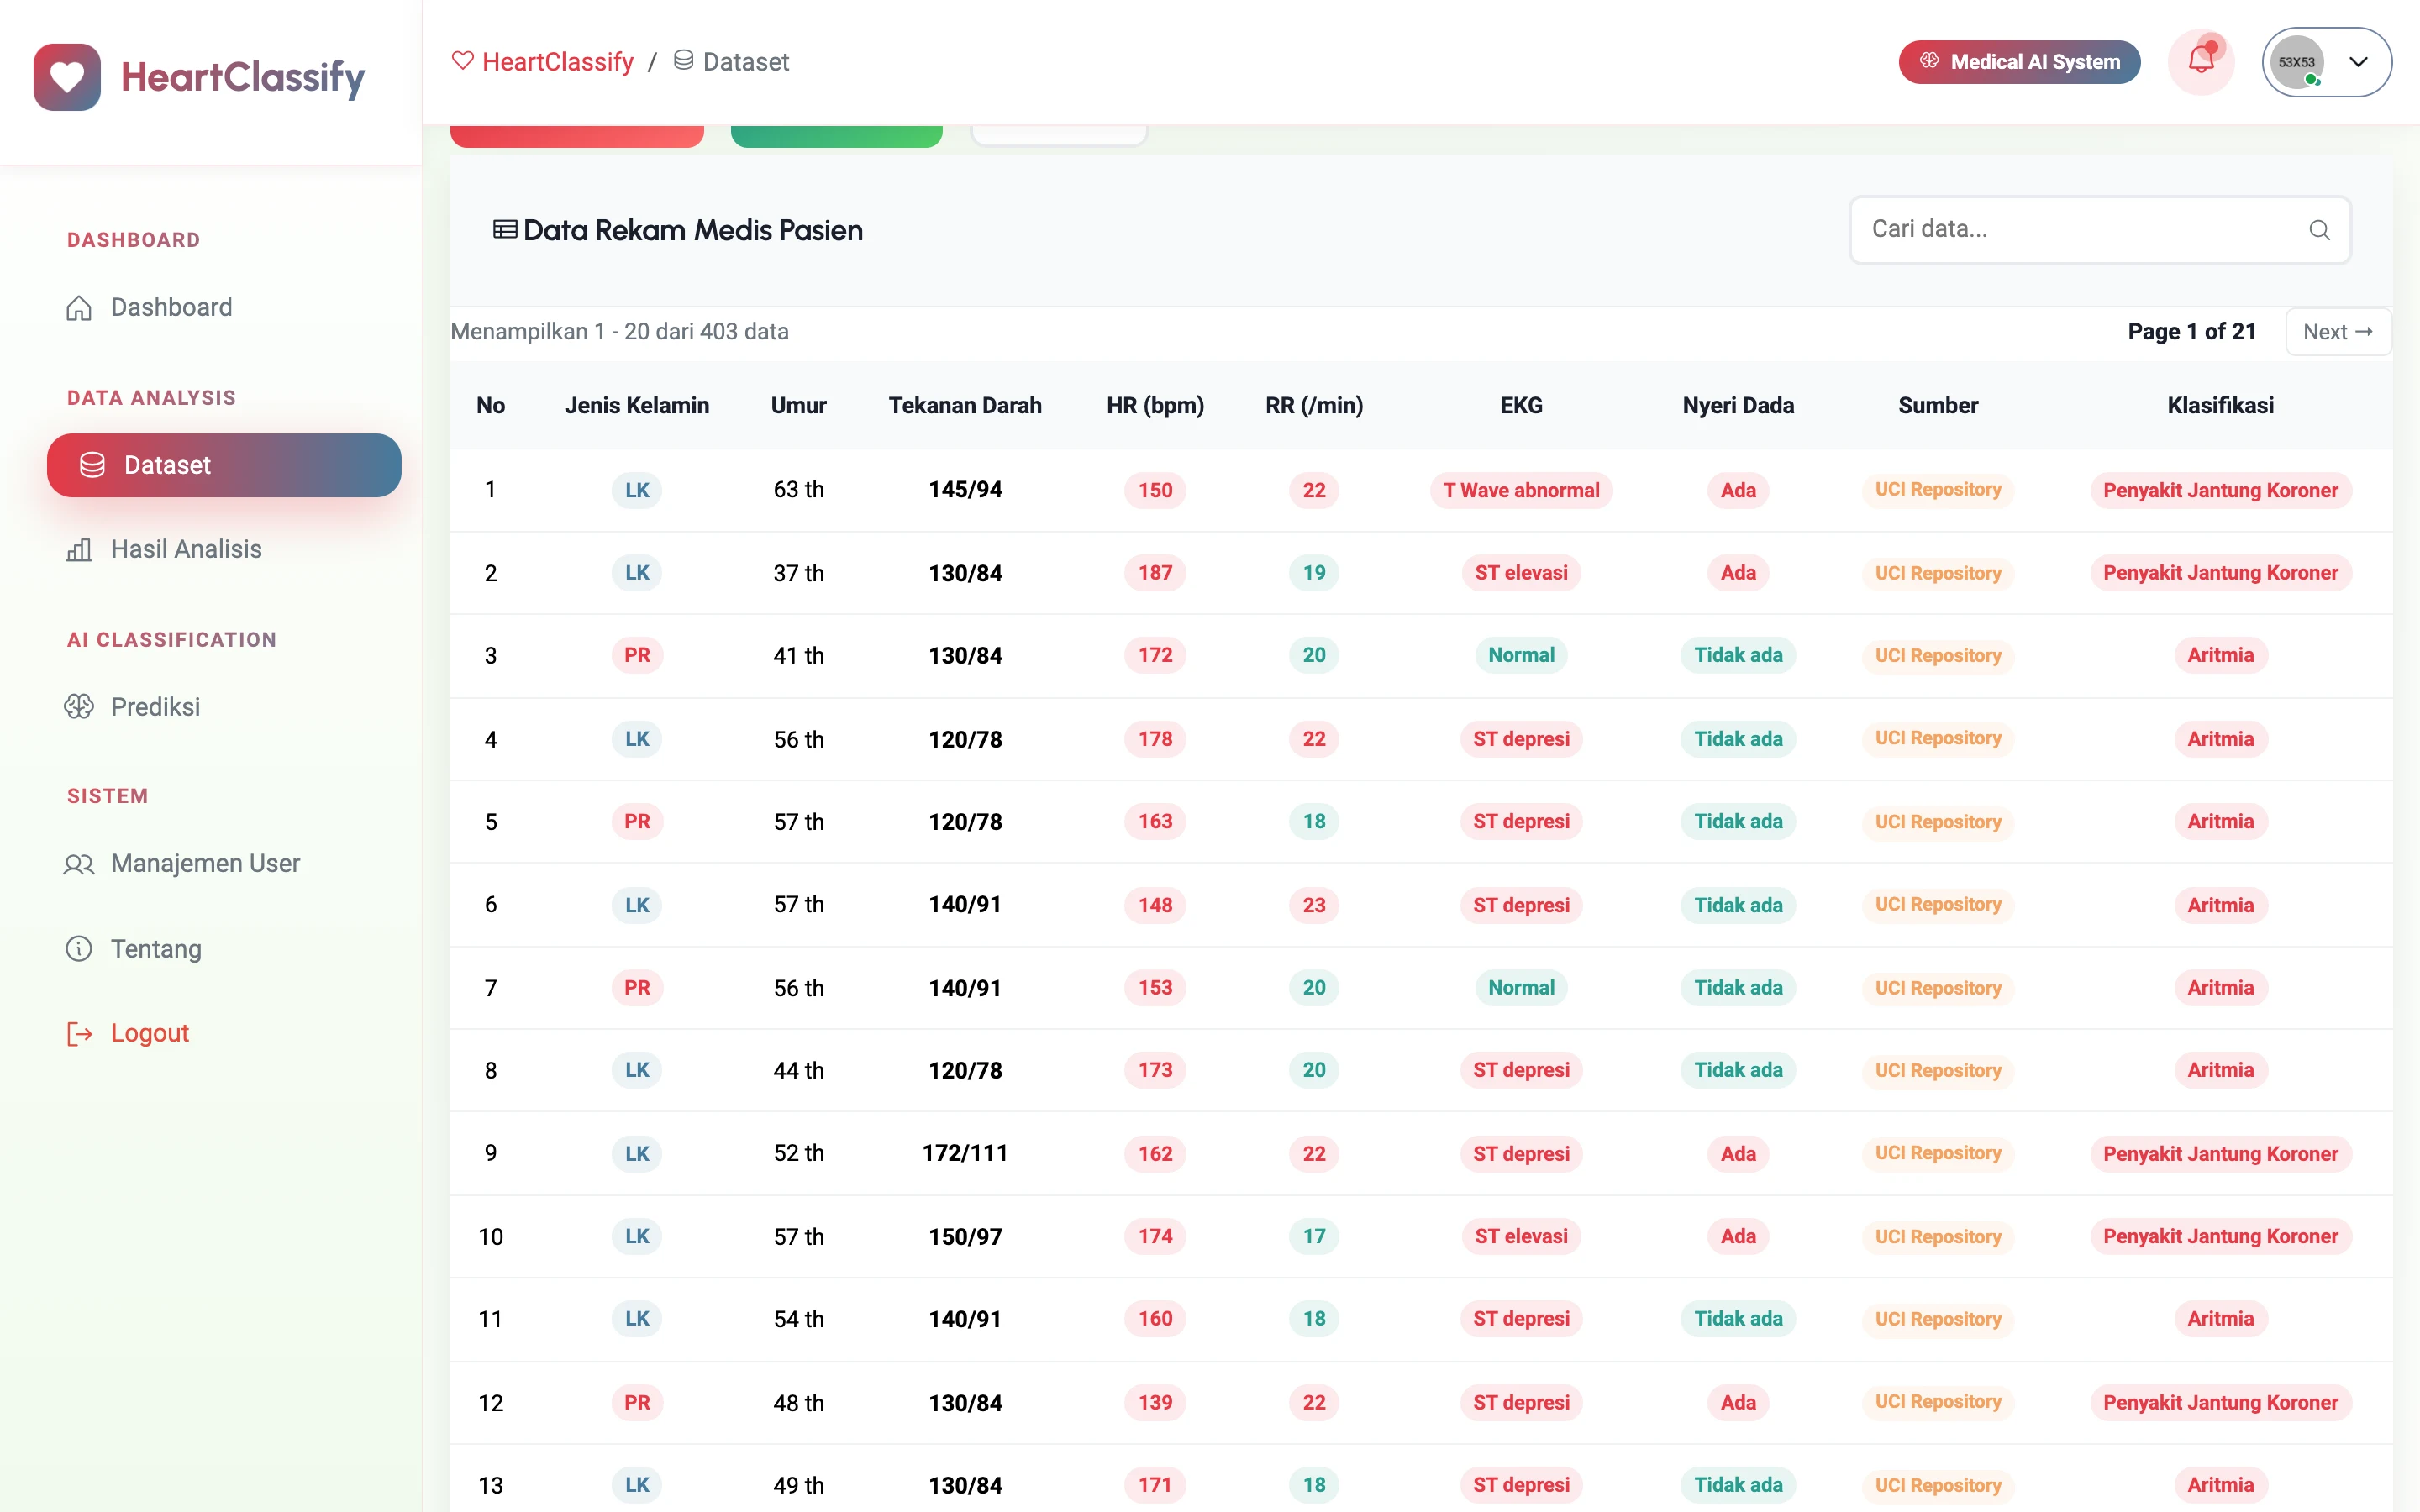 HeartClassify
HeartClassify / Dataset
Medical AI System
53X53
DASHBOARD
Dashboard
DATA ANALYSIS
Dataset
Hasil Analisis
AI CLASSIFICATION
Prediksi
SISTEM
Manajemen User
Tentang
Logout
Data Rekam Medis Pasien
Cari data...
Menampilkan 1 - 20 dari 403 data
Page 1 of 21 Next →
No Jenis Kelamin Umur Tekanan Darah HR (bpm) RR (/min) EKG Nyeri Dada Sumber Klasifikasi
1 LK 63 th 145/94 150 22 T Wave abnormal Ada UCI Repository Penyakit Jantung Koroner
2 LK 37 th 130/84 187 19 ST elevasi Ada UCI Repository Penyakit Jantung Koroner
3 PR 41 th 130/84 172 20 Normal Tidak ada UCI Repository Aritmia
4 LK 56 th 120/78 178 22 ST depresi Tidak ada UCI Repository Aritmia
5 PR 57 th 120/78 163 18 ST depresi Tidak ada UCI Repository Aritmia
6 LK 57 th 140/91 148 23 ST depresi Tidak ada UCI Repository Aritmia
7 PR 56 th 140/91 153 20 Normal Tidak ada UCI Repository Aritmia
8 LK 44 th 120/78 173 20 ST depresi Tidak ada UCI Repository Aritmia
9 LK 52 th 172/111 162 22 ST depresi Ada UCI Repository Penyakit Jantung Koroner
10 LK 57 th 150/97 174 17 ST elevasi Ada UCI Repository Penyakit Jantung Koroner
11 LK 54 th 140/91 160 18 ST depresi Tidak ada UCI Repository Aritmia
12 PR 48 th 130/84 139 22 ST depresi Ada UCI Repository Penyakit Jantung Koroner
13 LK 49 th 130/84 171 18 ST depresi Tidak ada UCI Repository Aritmia